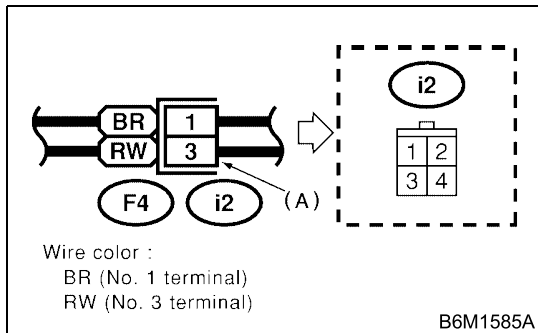 BR 1
RW 3
F4 i2 (A)
i2
1 2
3 4
Wire color :
BR (No. 1 terminal)
RW (No. 3 terminal)
B6M1585A